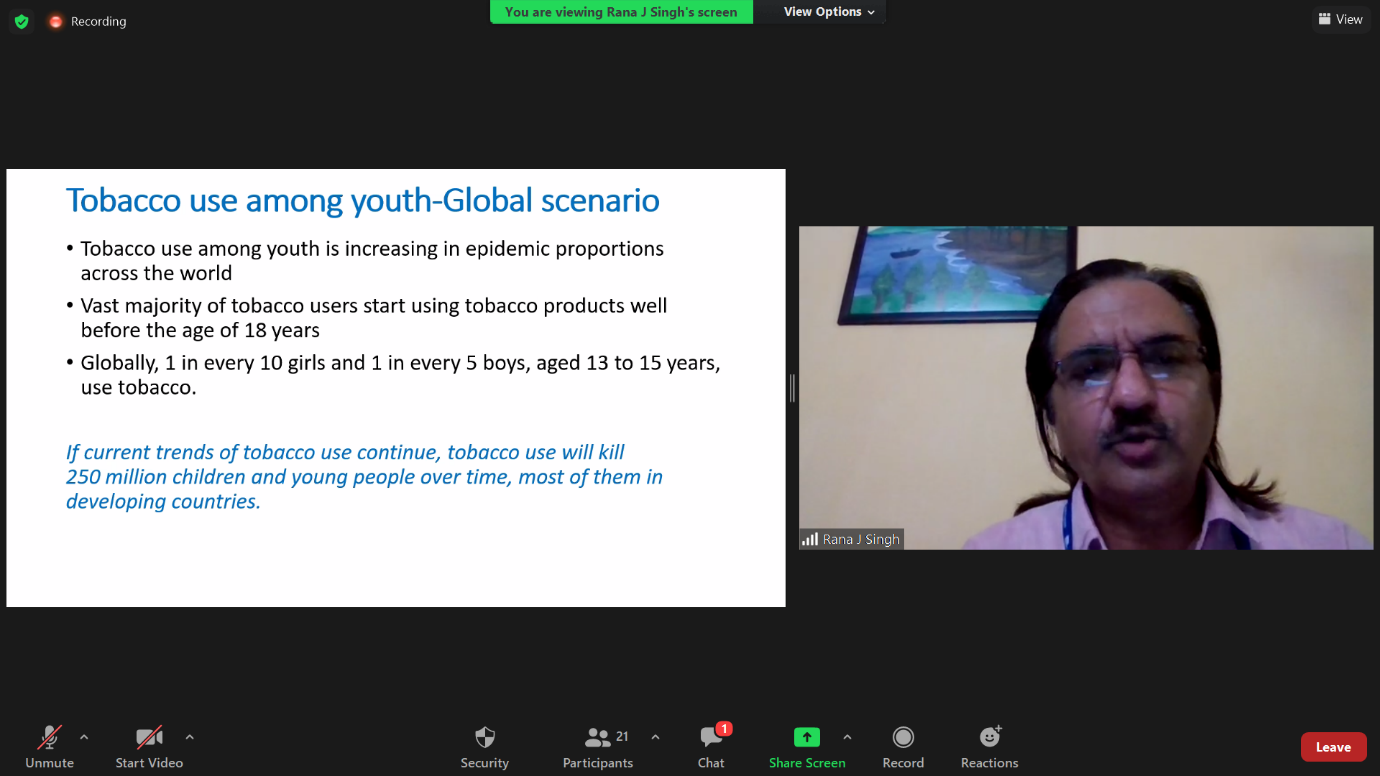 Recording
You are viewing Rana J Singh's screen
View Options
View
Tobacco use among youth-Global scenario
• Tobacco use among youth is increasing in epidemic proportions
across the world
• Vast majority of tobacco users start using tobacco products well
before the age of 18 years
• Globally, 1 in every 10 girls and 1 in every 5 boys, aged 13 to 15 years,
use tobacco.
If current trends of tobacco use continue, tobacco use will kill
250 million children and young people over time, most of them in
developing countries.
Rana J Singh
Unmute
Start Video
Security
21
Participants
1
Chat
Share Screen
Record
Reactions
Leave